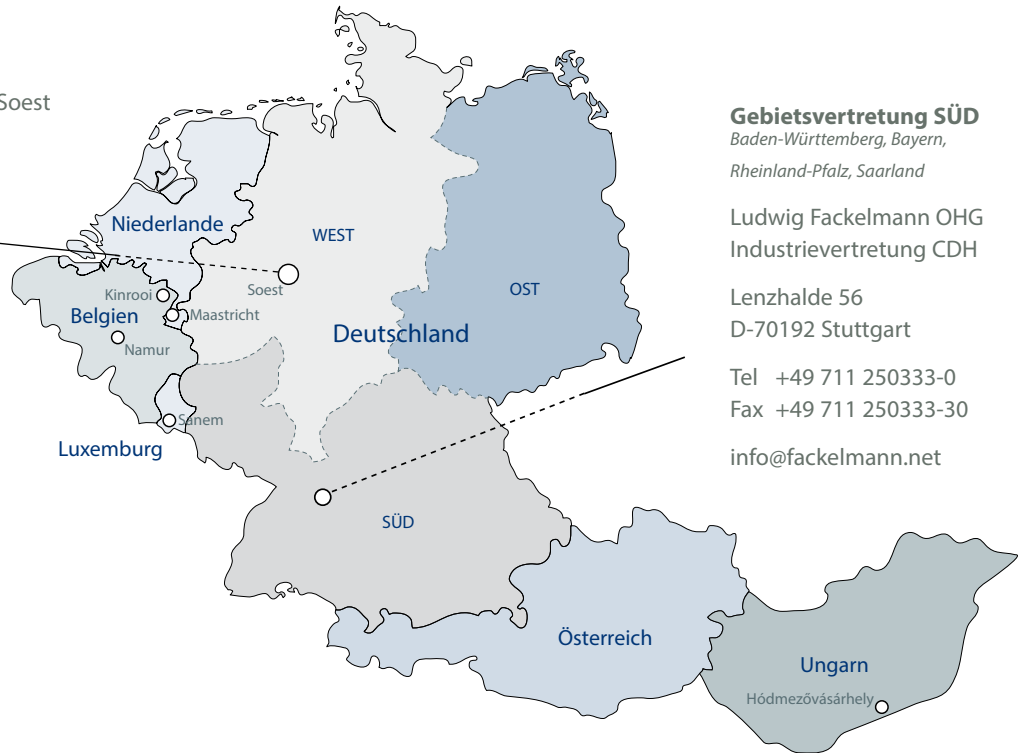 Soest
Gebietsvertretung SÜD
Baden-Württemberg, Bayern,
Rheinland-Pfalz, Saarland
Ludwig Fackelmann OHG
Industrievertretung CDH
Lenzhalde 56
D-70192 Stuttgart
Tel +49 711 250333-0
Fax +49 711 250333-30
info@fackelmann.net
Niederlande
WEST
Soest
OST
Kinrooi
Belgien
Maastricht
Deutschland
Namur
Sanem
Luxemburg
SÜD
Österreich
Ungarn
Hódmezővásárhely